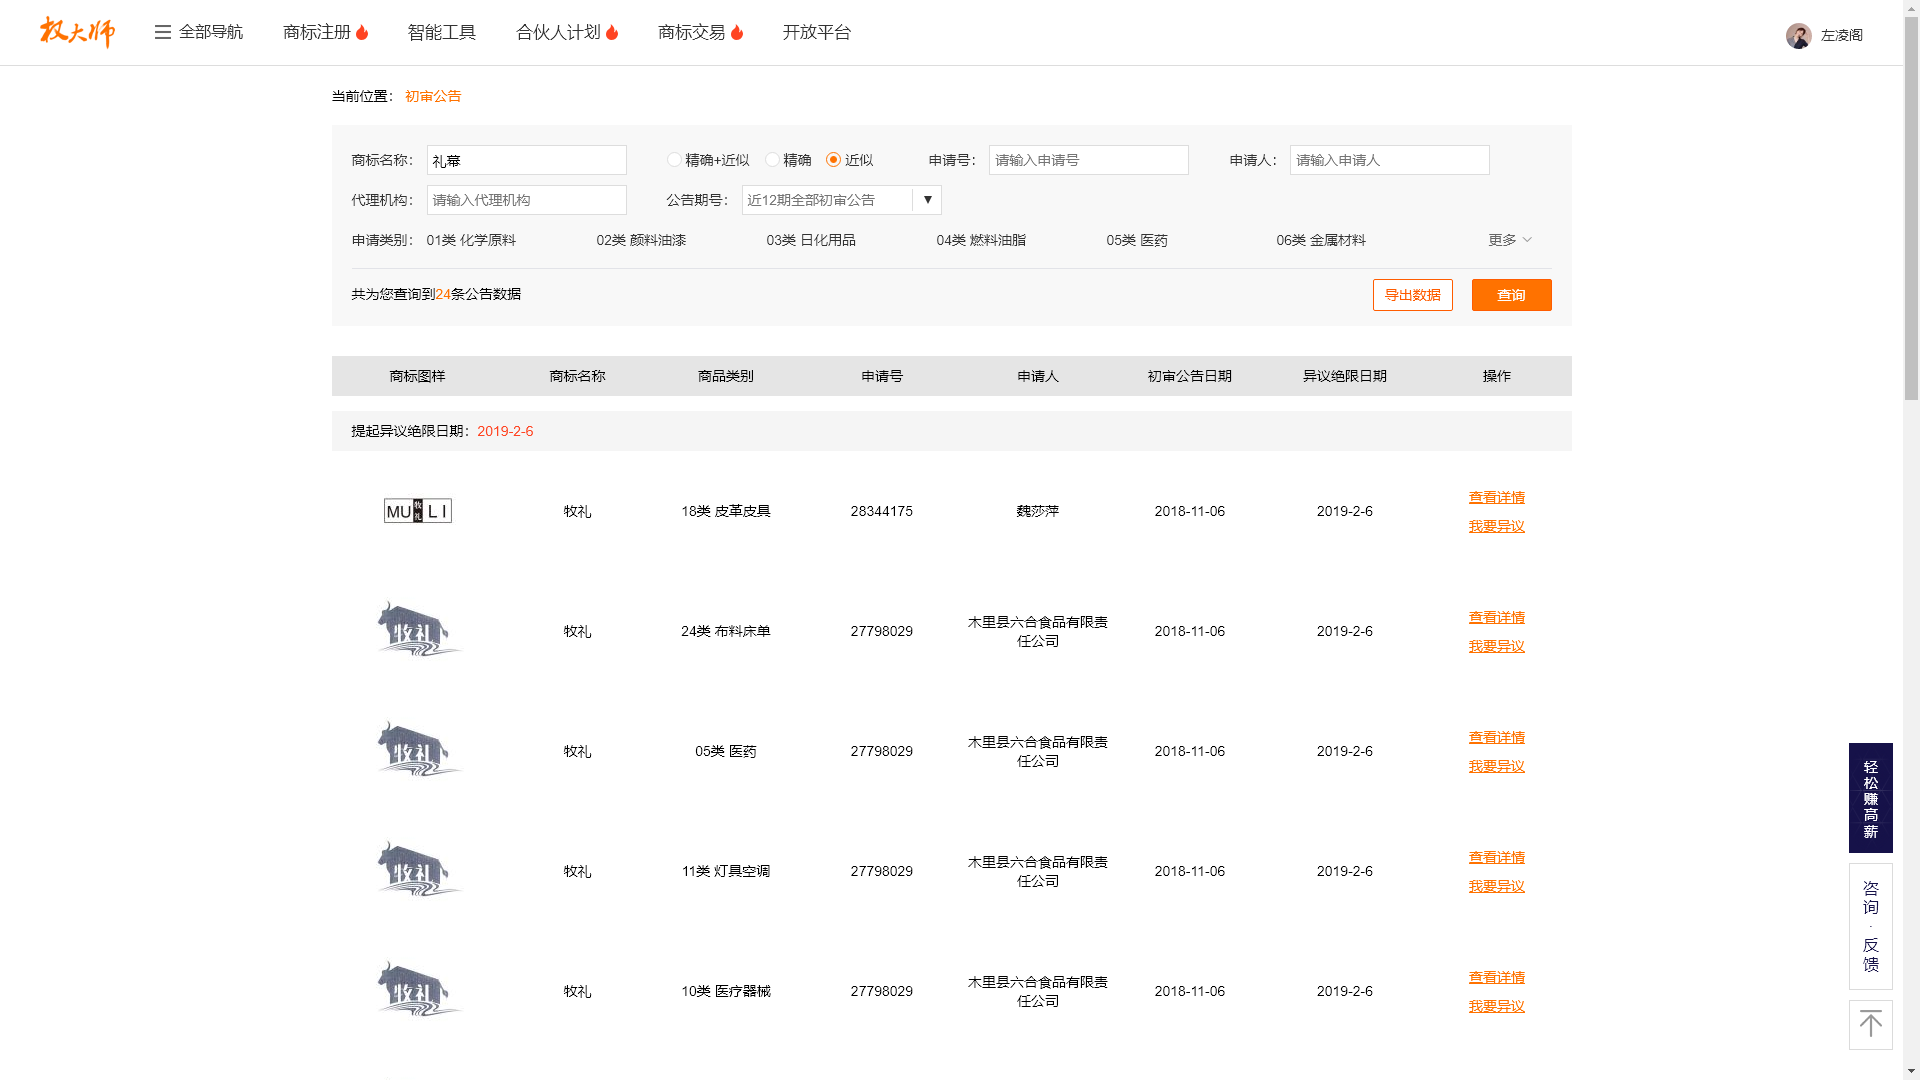 权大师 全部导航 商标注册 智能工具 合伙人计划 商标交易 开放平台 左凌阁
当前位置： 初审公告
商标名称： 礼蓦 精确+近似 精确 近似 申请号： 请输入申请号 申请人： 请输入申请人
代理机构： 请输入代理机构 公告期号： 近12期全部初审公告 ▼
申请类别： 01类 化学原料 02类 颜料油漆 03类 日化用品 04类 燃料油脂 05类 医药 06类 金属材料 更多
共为您查询到24条公告数据 导出数据 查询
商标图样 商标名称 商品类别 申请号 申请人 初审公告日期 异议绝限日期 操作
提起异议绝限日期：2019-2-6
MU 牧礼 LI 牧礼 18类 皮革皮具 28344175 魏莎萍 2018-11-06 2019-2-6 查看详情
我要异议
牧礼 牧礼 24类 布料床单 27798029 木里县六合食品有限责 2018-11-06 2019-2-6 查看详情
任公司 我要异议
牧礼 牧礼 05类 医药 27798029 木里县六合食品有限责 2018-11-06 2019-2-6 查看详情
任公司 我要异议
牧礼 牧礼 11类 灯具空调 27798029 木里县六合食品有限责 2018-11-06 2019-2-6 查看详情
任公司 我要异议
牧礼 牧礼 10类 医疗器械 27798029 木里县六合食品有限责 2018-11-06 2019-2-6 查看详情
任公司 我要异议
轻松赚高薪
咨询·反馈